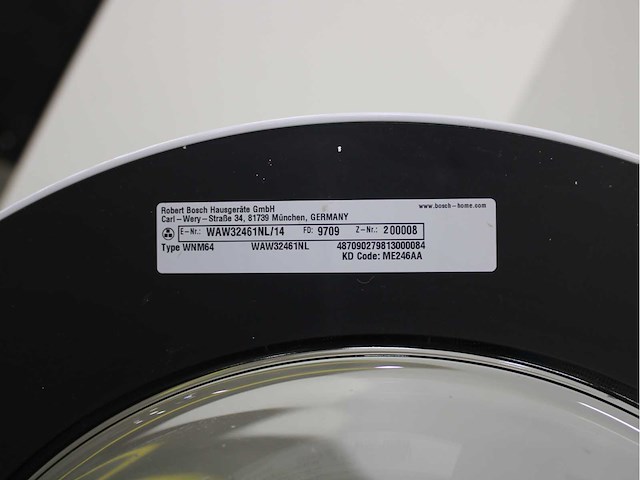 Robert Bosch Hausgeräte GmbH www.bosch-home.com
Carl-Wery-Straße 34, 81739 München, GERMANY
E-Nr.: WAW32461NL/14 FD: 9709 Z-Nr.: 200008
Type WNM64 WAW32461NL 487090279813000084
KD Code: ME246AA